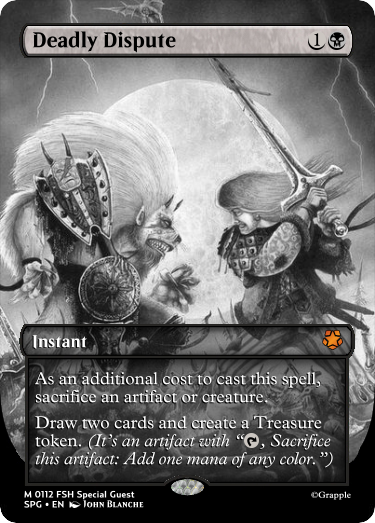 Deadly Dispute 1
Instant
As an additional cost to cast this spell,
sacrifice an artifact or creature.
Draw two cards and create a Treasure
token. (It's an artifact with “, Sacrifice
this artifact: Add one mana of any color.”)
M 0112 FSH Special Guest
SPG • EN John Blanche
©Grapple